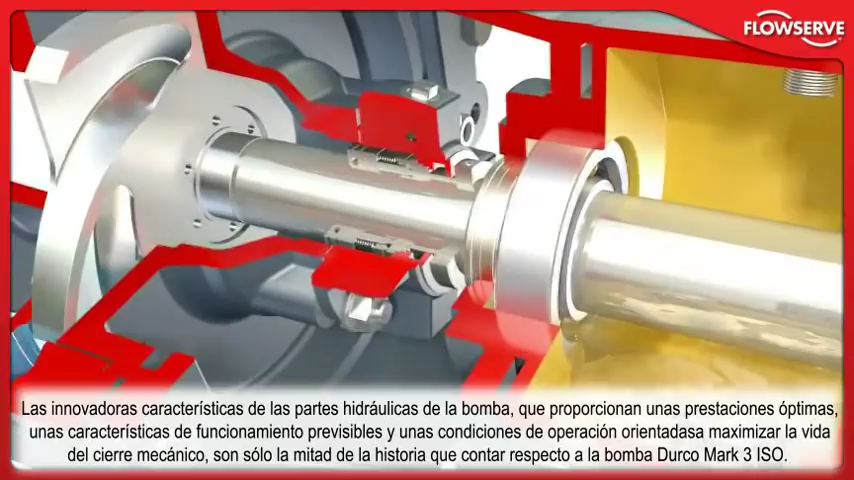 FLOWSERVE
Las innovadoras características de las partes hidráulicas de la bomba, que proporcionan unas prestaciones óptimas,
unas características de funcionamiento previsibles y unas condiciones de operación orientadasa maximizar la vida
del cierre mecánico, son sólo la mitad de la historia que contar respecto a la bomba Durco Mark 3 ISO.